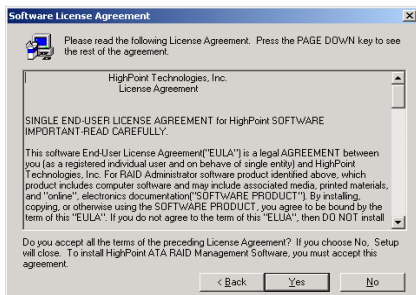 Software License Agreement
Please read the following License Agreement. Press the PAGE DOWN key to see
the rest of the agreement.
HighPoint Technologies, Inc.
License Agreement
SINGLE END-USER LICENSE AGREEMENT for HighPoint SOFTWARE
IMPORTANT-READ CAREFULLY.
This software End-User License Agreement("EULA") is a legal AGREEMENT between
you (as a registered individual user and on behave of single entity) and HighPoint
Technologies, Inc. For RAID Administrator software product identified above, which
product includes computer software and may include associated media, printed materials,
and "online", electronics documentation("SOFTWARE PRODUCT"). By installing,
copying, or otherwise using the SOFTWARE PRODUCT, you agree to be bound by the
term of this "EULA". If you do not agree to the term of this "ELUA", then DO NOT install
Do you accept all the terms of the preceding License Agreement? If you choose No, Setup
will close. To install HighPoint ATA RAID Management Software, you must accept this
agreement.
< Back Yes No